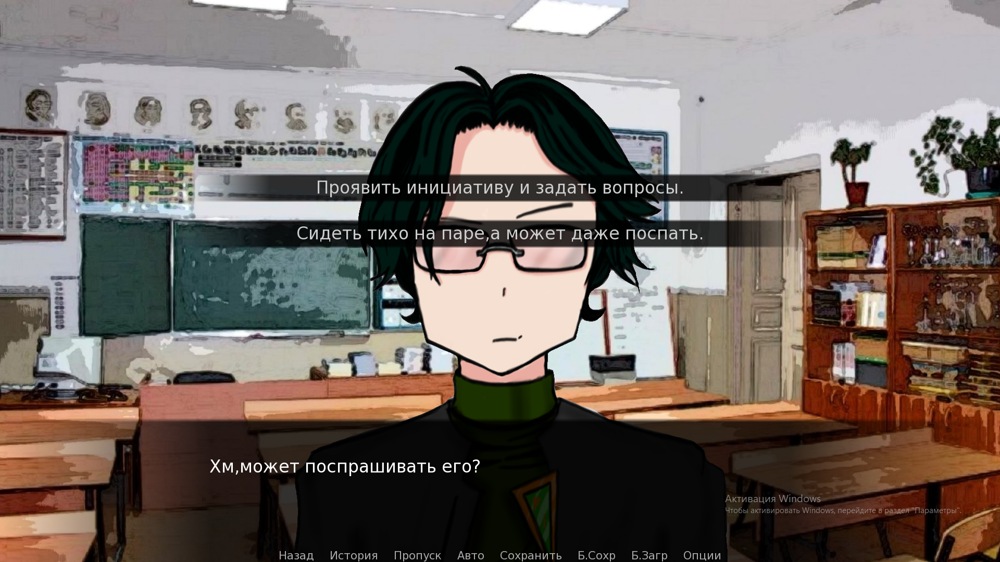 Проявить инициативу и задать вопросы.
Сидеть тихо на паре,а может даже поспать.
Хм,может поспрашивать его?
Активация Windows
Чтобы активировать Windows, перейдите в раздел "Параметры".
Назад История Пропуск Авто Сохранить Б.Сохр Б.Загр Опции